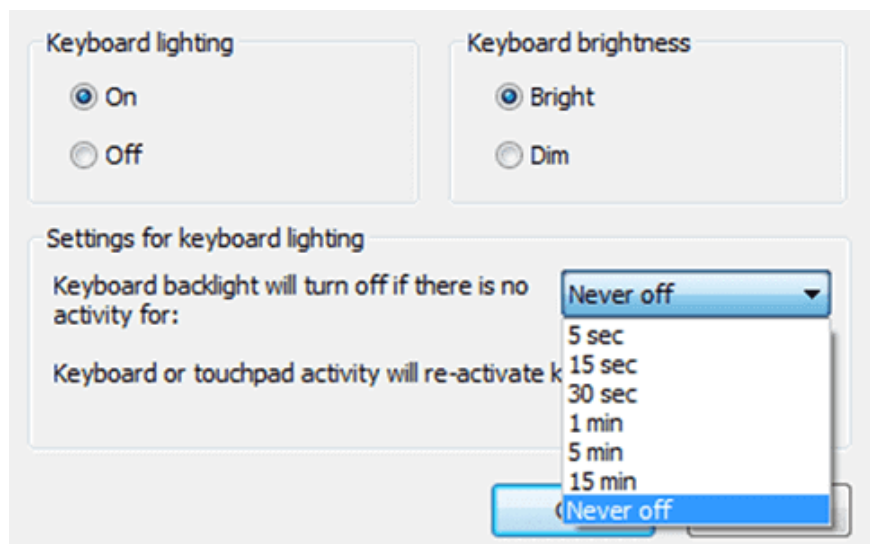 Keyboard lighting
On
Off
Keyboard brightness
Bright
Dim
Settings for keyboard lighting
Keyboard backlight will turn off if there is no
activity for:
Never off
5 sec
15 sec
30 sec
1 min
5 min
15 min
Never off
Keyboard or touchpad activity will re-activate